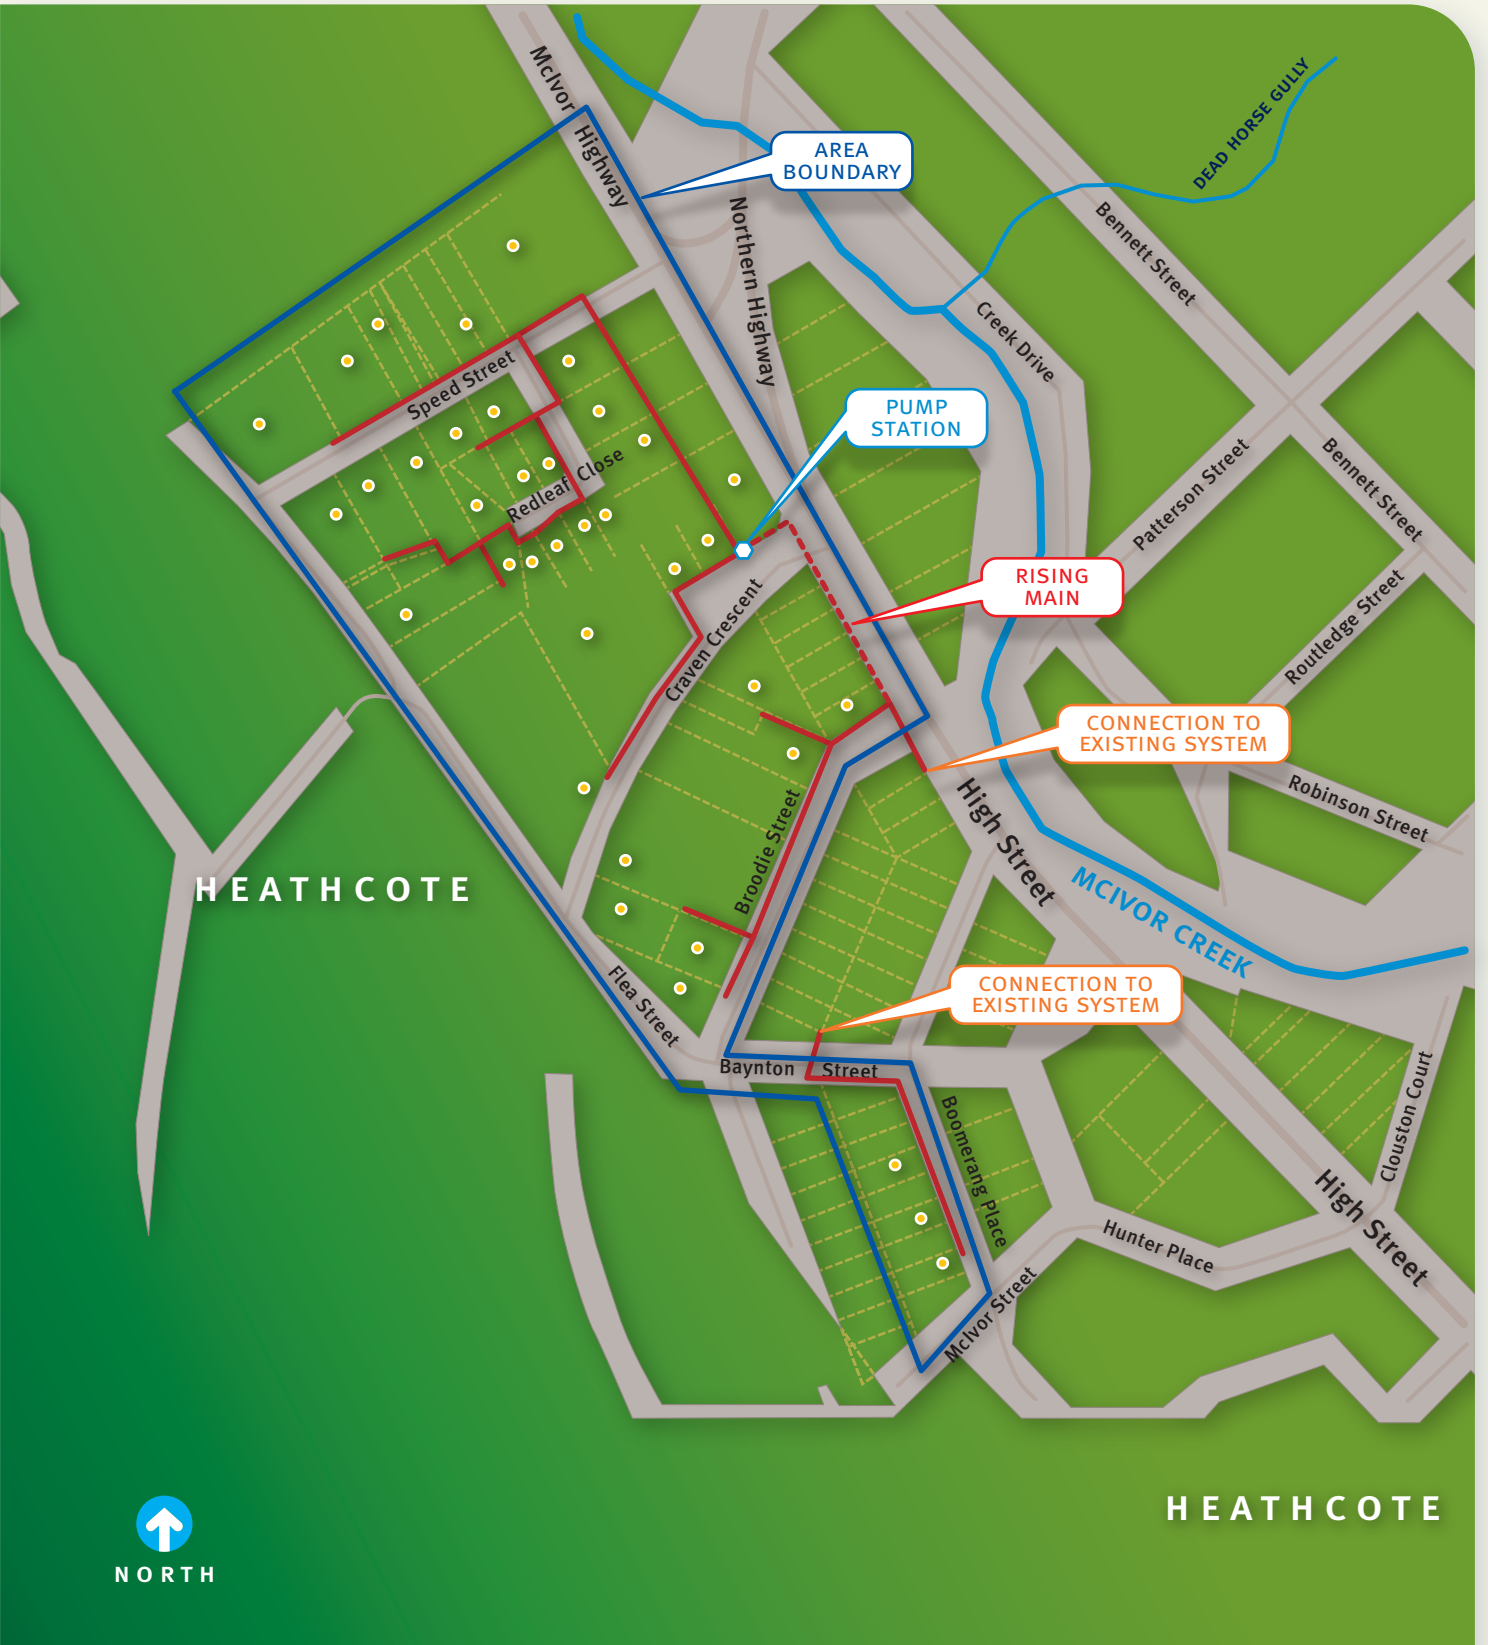 McIvor Highway
DEAD HORSE GULLY
AREA
BOUNDARY
Northern Highway
Bennett Street
Creek Drive
Speed Street
PUMP
STATION
Patterson Street
Bennett Street
Redleaf Close
RISING
MAIN
Craven Crescent
Routledge Street
CONNECTION TO
EXISTING SYSTEM
Robinson Street
High Street
Broodie Street
HEATHCOTE
MCIVOR CREEK
Flea Street
CONNECTION TO
EXISTING SYSTEM
Baynton Street
Boomerang Place
Clouston Court
High Street
Hunter Place
McIvor Street
HEATHCOTE
NORTH